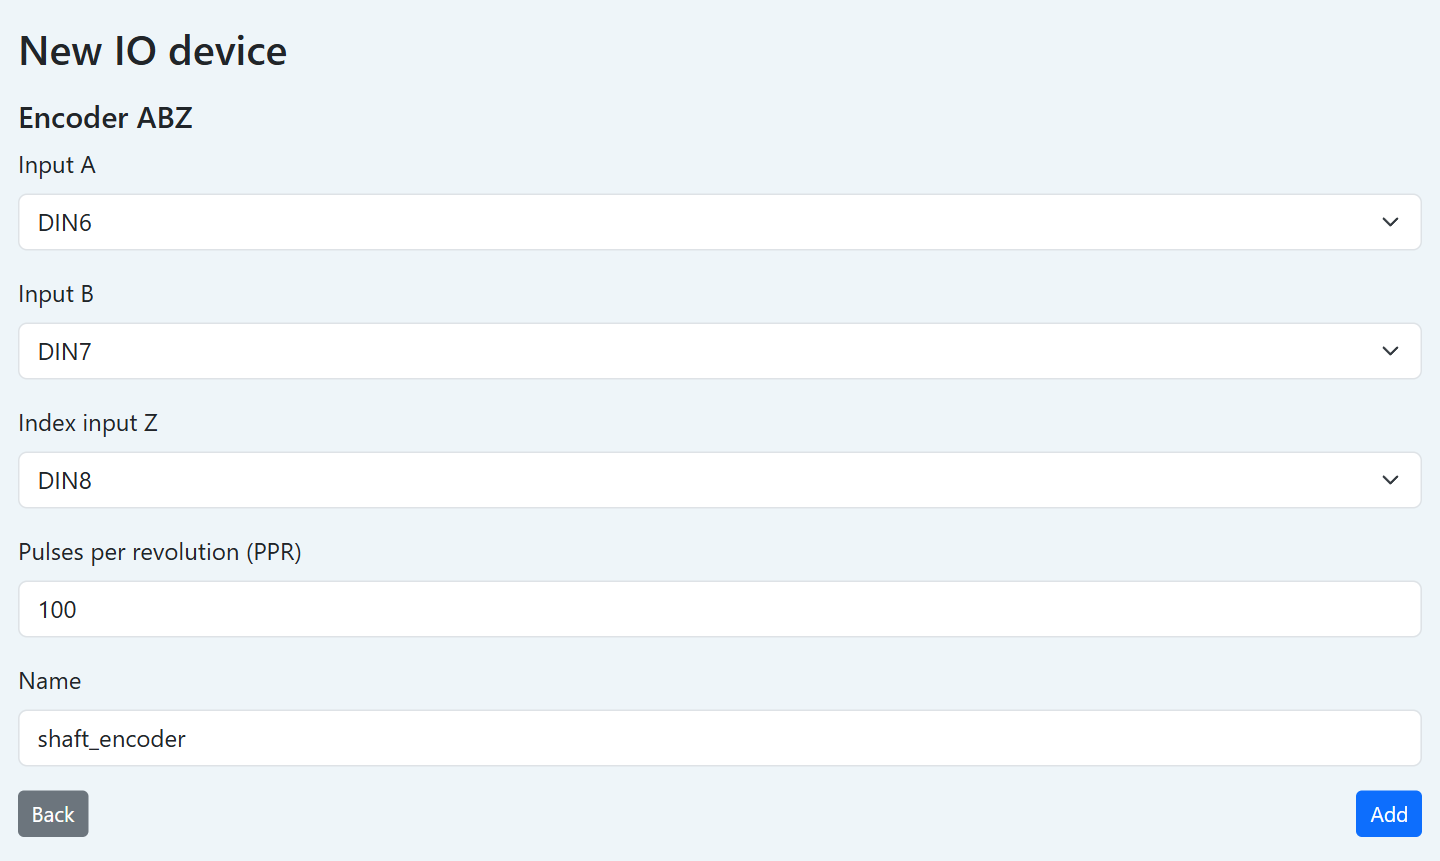 New IO device
Encoder ABZ
Input A
DIN6
Input B
DIN7
Index input Z
DIN8
Pulses per revolution (PPR)
100
Name
shaft_encoder
Back
Add